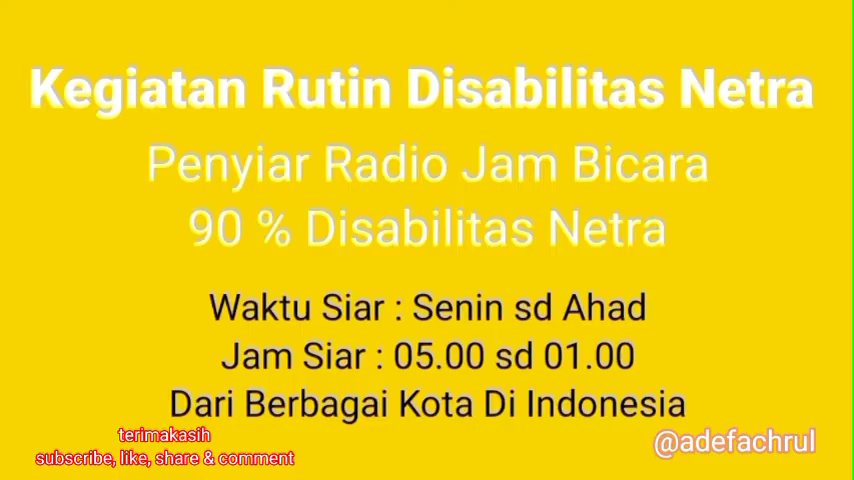 Kegiatan Rutin Disabilitas Netra
Penyiar Radio Jam Bicara
90 % Disabilitas Netra
Waktu Siar : Senin sd Ahad
Jam Siar : 05.00 sd 01.00
Dari Berbagai Kota Di Indonesia
terimakasih
subscribe, like, share & comment
@adefachrul